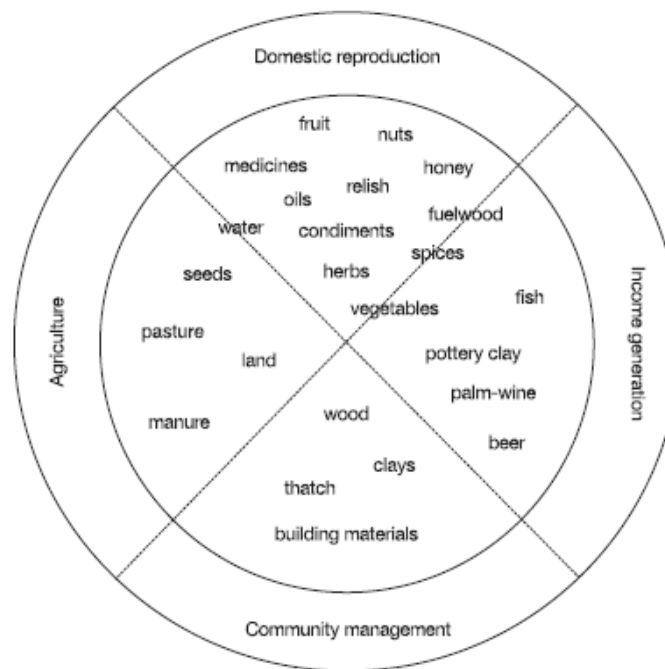 Domestic reproduction
fruit
nuts
medicines
honey
relish
oils
fuelwood
water
condiments
spices
herbs
seeds
fish
vegetables
Agriculture
Income generation
pasture
pottery clay
land
palm-wine
wood
manure
beer
clays
thatch
building materials
Community management